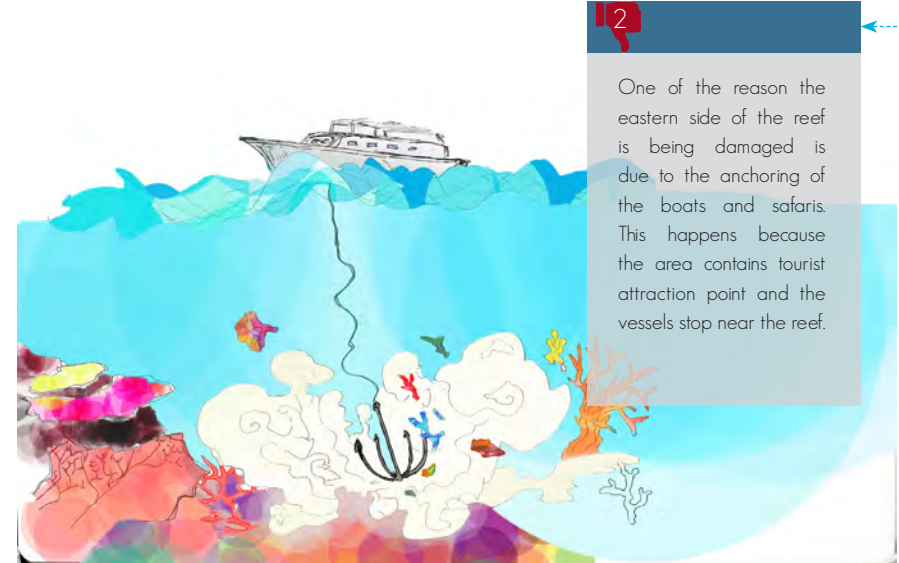 2
One of the reason the
eastern side of the reef
is being damaged is
due to the anchoring of
the boats and safaris.
This happens because
the area contains tourist
attraction point and the
vessels stop near the reef.